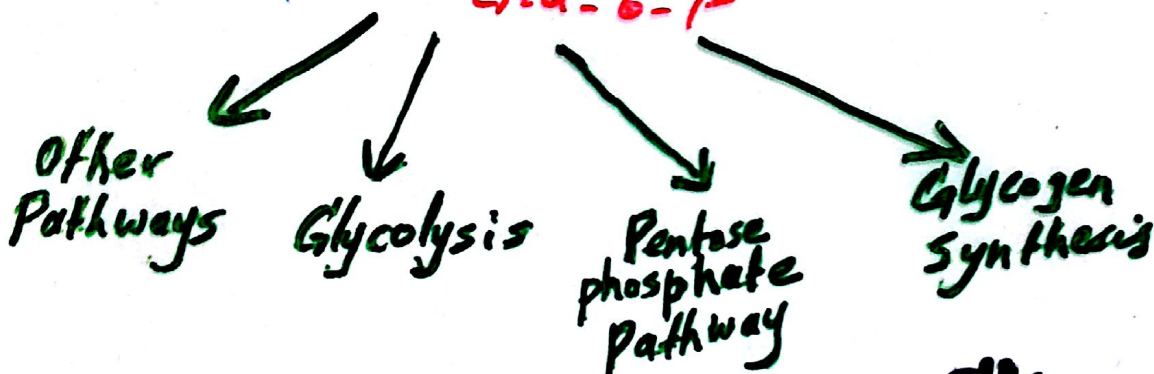 Other
Pathways
Glycolysis
Pentose
phosphate
Pathway
Glycogen
synthesis